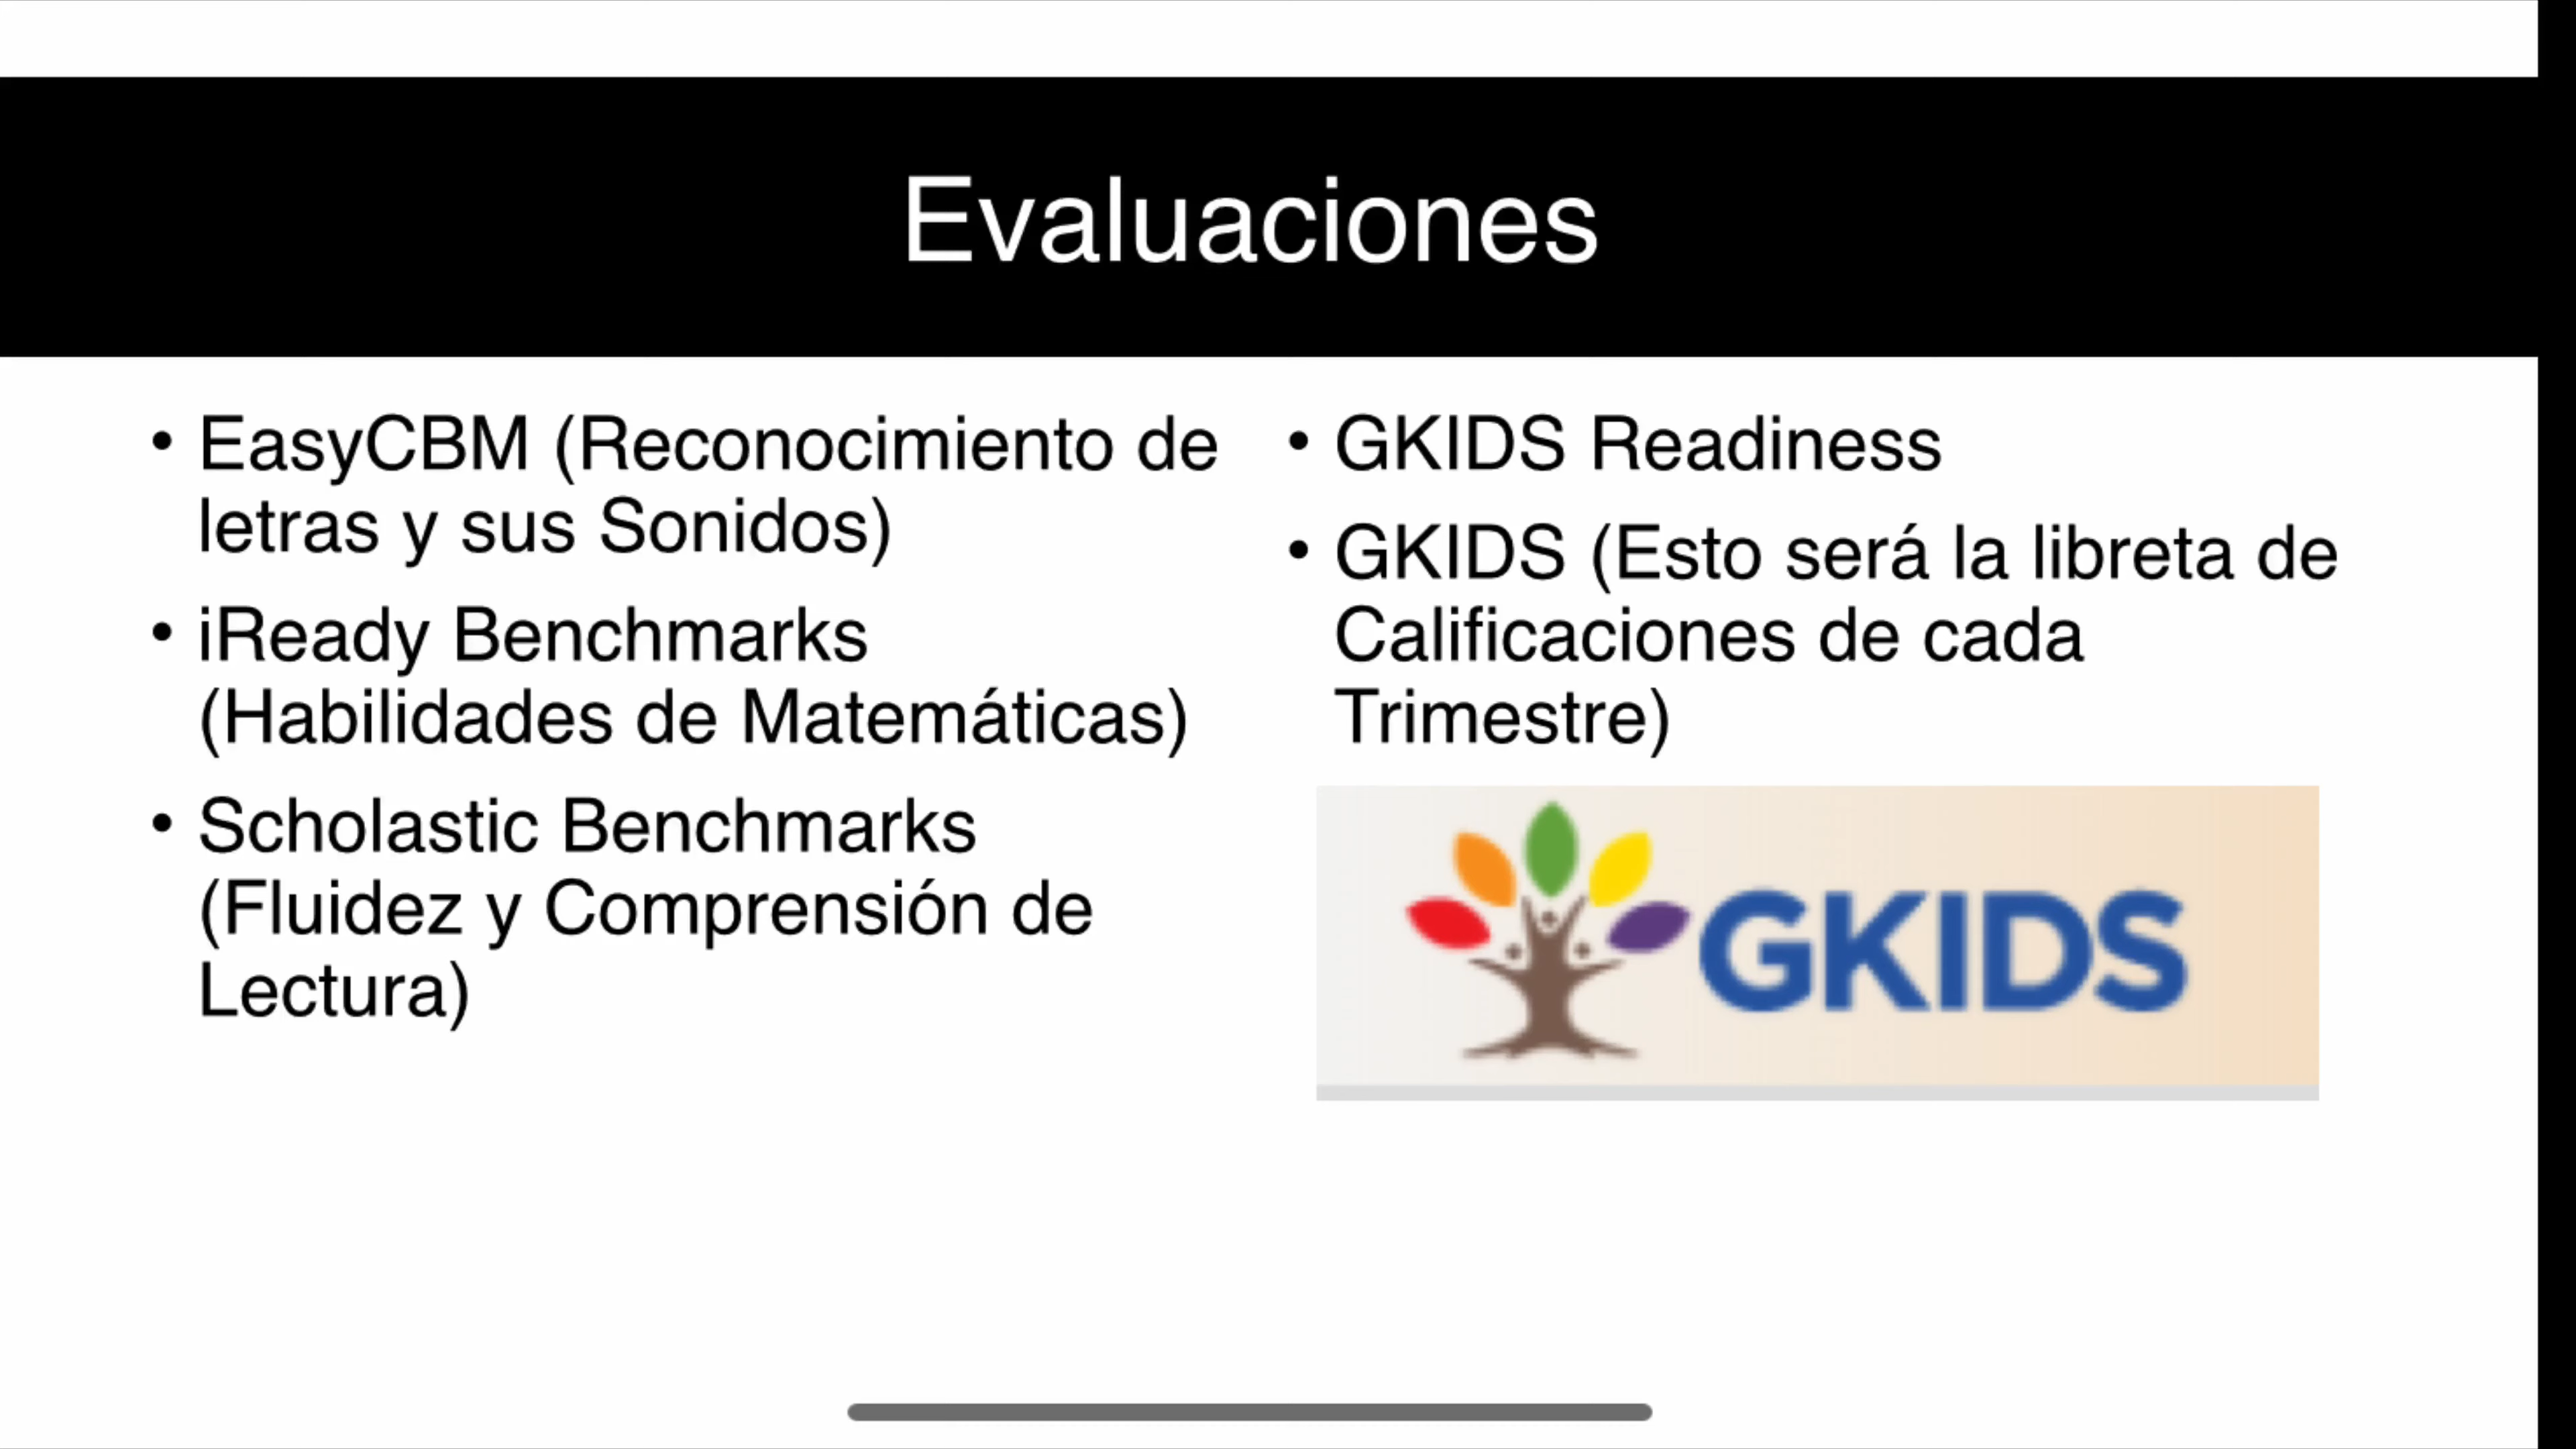 Evaluaciones
• EasyCBM (Reconocimiento de
letras y sus Sonidos)
• iReady Benchmarks
(Habilidades de Matemáticas)
• Scholastic Benchmarks
(Fluidez y Comprensión de
Lectura)
• GKIDS Readiness
• GKIDS (Esto será la libreta de
Calificaciones de cada
Trimestre)
GKIDS